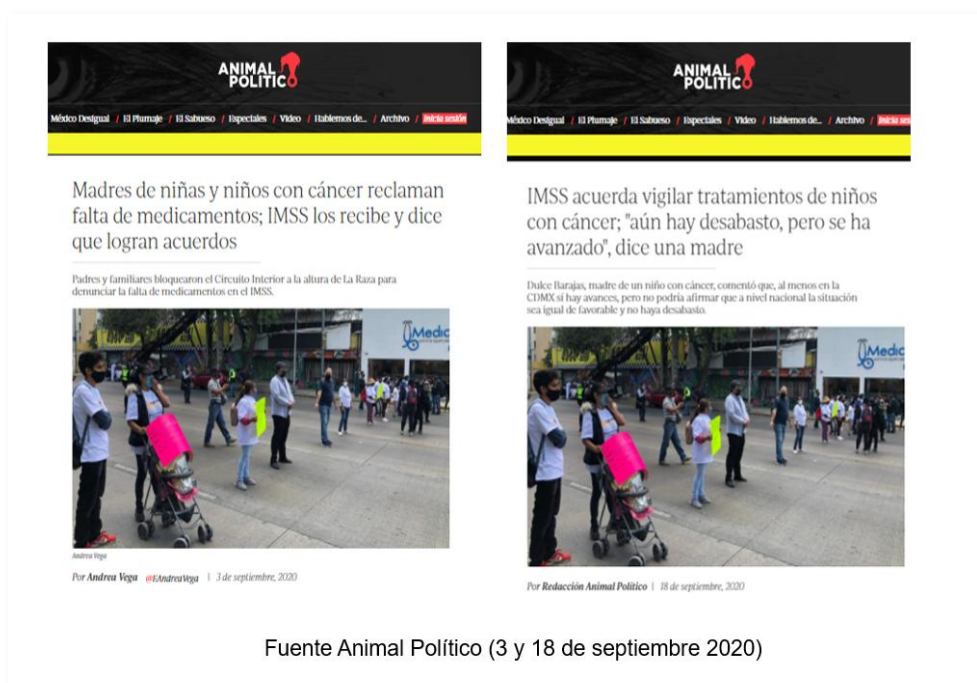 ANIMAL
POLÍTICO
México Desigual / El Plumaje / El Sabueso / Especiales / Video / Hablemos de... / Archivo / Inicia sesión
Madres de niñas y niños con cáncer reclaman
falta de medicamentos; IMSS los recibe y dice
que logran acuerdos
Padres y familiares bloquearon el Circuito Interior a la altura de La Raza para
denunciar la falta de medicamentos en el IMSS.
Medic
Andrea Vega
Por Andrea Vega @EAndreaVega | 3 de septiembre, 2020
ANIMAL
POLÍTICO
México Desigual / El Plumaje / El Sabueso / Especiales / Video / Hablemos de... / Archivo / Inicia ses
IMSS acuerda vigilar tratamientos de niños
con cáncer; "aún hay desabasto, pero se ha
avanzado", dice una madre
Dulce Barajas, madre de un niño con cáncer, comentó que, al menos en la
CDMX sí hay avances, pero no podría afirmar que a nivel nacional la situación
sea igual de favorable y no haya desabasto.
Medic
Por Redacción Animal Político | 18 de septiembre, 2020
Fuente Animal Político (3 y 18 de septiembre 2020)